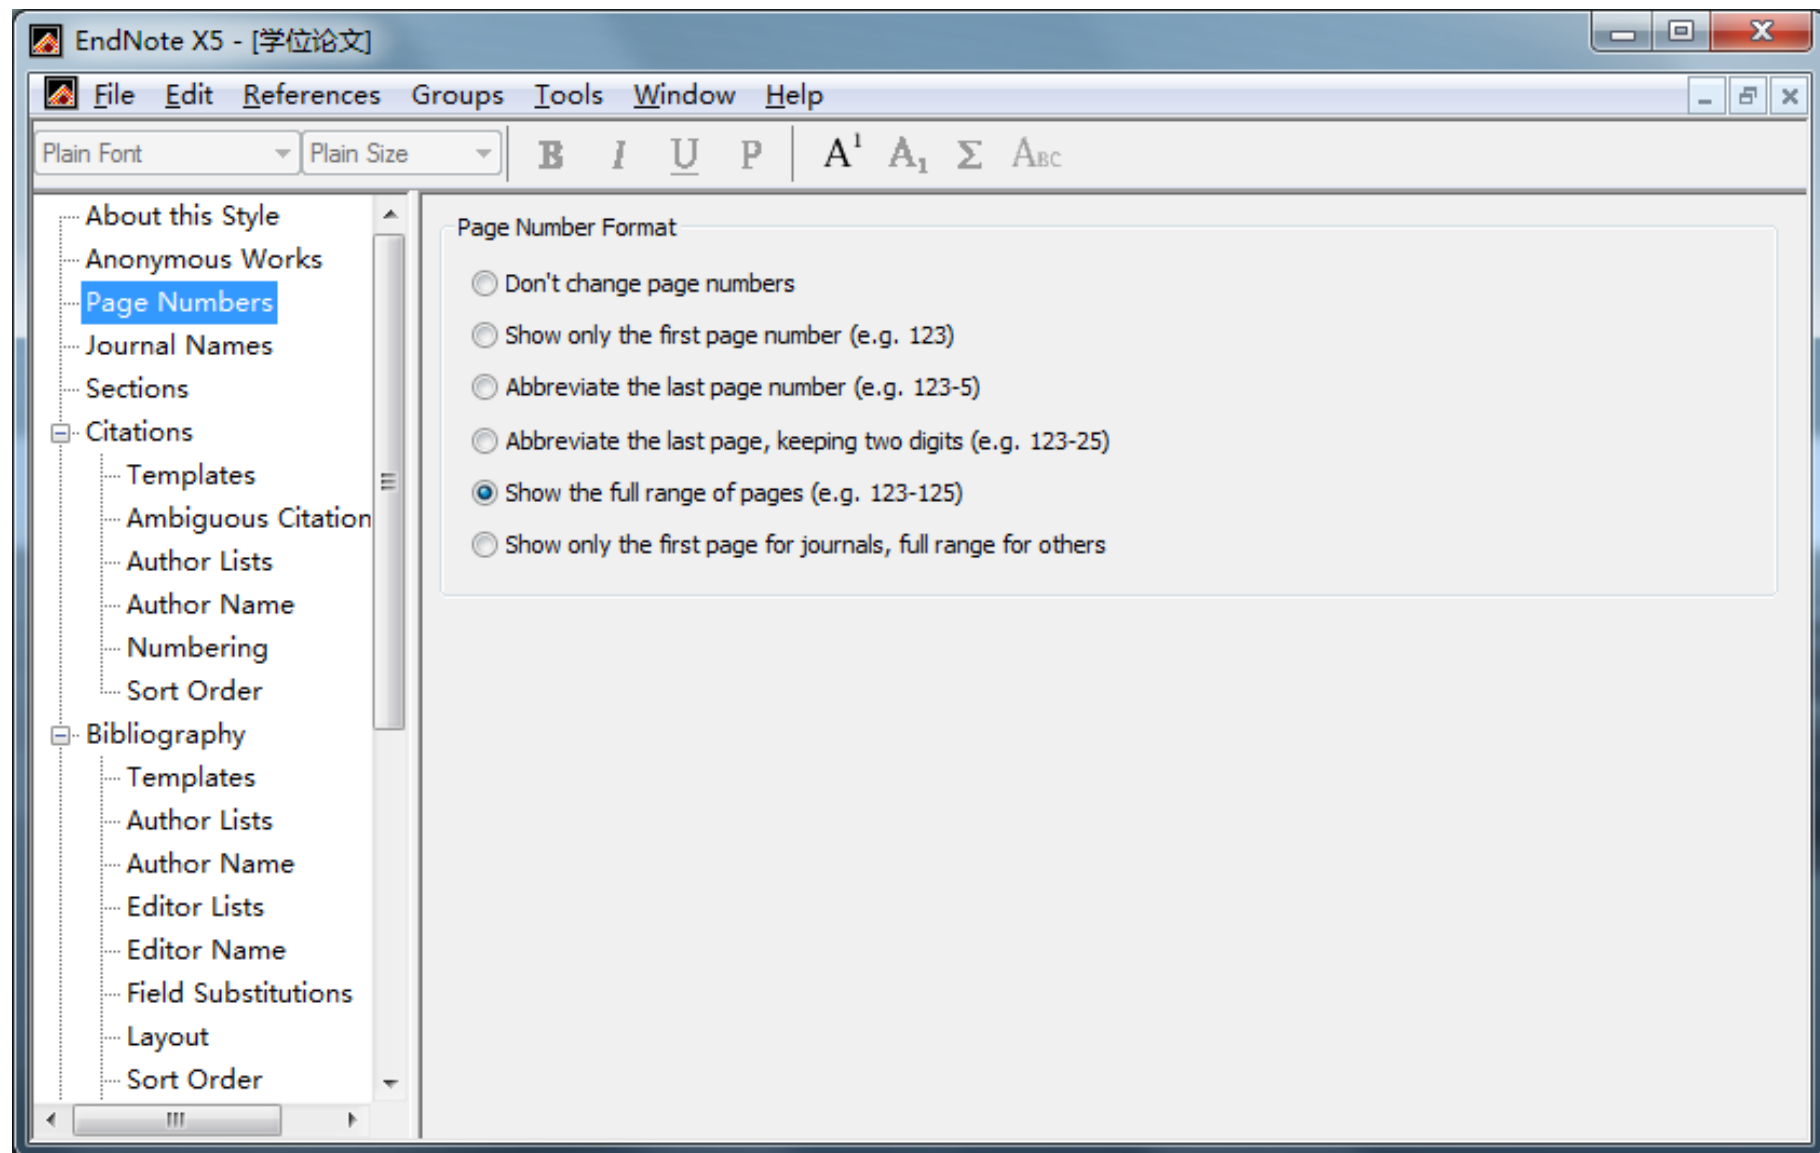 EndNote X5 - [学位论文]
File Edit References Groups Tools Window Help
Plain Font Plain Size B I U P A¹ A₁ Σ ABC
About this Style
Anonymous Works
Page Numbers
Journal Names
Sections
Citations
Templates
Ambiguous Citation
Author Lists
Author Name
Numbering
Sort Order
Bibliography
Templates
Author Lists
Author Name
Editor Lists
Editor Name
Field Substitutions
Layout
Sort Order
Page Number Format
Don't change page numbers
Show only the first page number (e.g. 123)
Abbreviate the last page number (e.g. 123-5)
Abbreviate the last page, keeping two digits (e.g. 123-25)
Show the full range of pages (e.g. 123-125)
Show only the first page for journals, full range for others